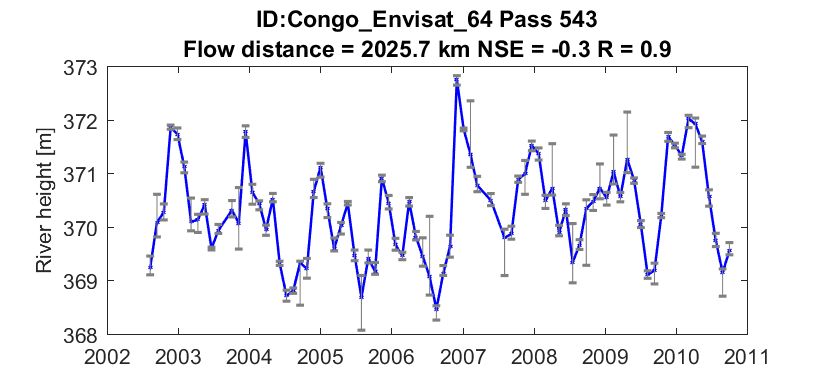 ID:Congo_Envisat_64 Pass 543
Flow distance = 2025.7 km NSE = -0.3 R = 0.9
373
372
371
370
369
368
River height [m]
2002 2003 2004 2005 2006 2007 2008 2009 2010 2011